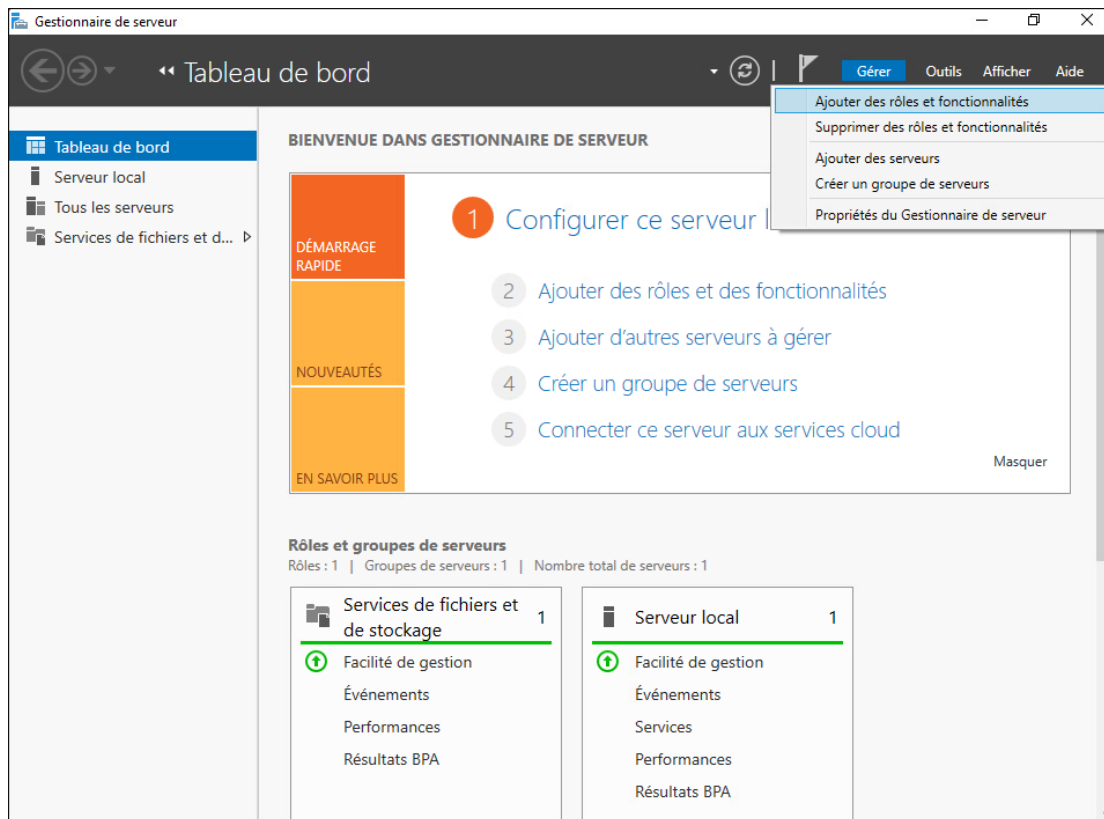 Gestionnaire de serveur
Tableau de bord
Gérer Outils Afficher Aide
Ajouter des rôles et fonctionnalités
Supprimer des rôles et fonctionnalités
Ajouter des serveurs
Créer un groupe de serveurs
Propriétés du Gestionnaire de serveur
Tableau de bord
Serveur local
Tous les serveurs
Services de fichiers et d...
BIENVENUE DANS GESTIONNAIRE DE SERVEUR
DÉMARRAGE
RAPIDE
NOUVEAUTÉS
EN SAVOIR PLUS
1 Configurer ce serveur l
2 Ajouter des rôles et des fonctionnalités
3 Ajouter d'autres serveurs à gérer
4 Créer un groupe de serveurs
5 Connecter ce serveur aux services cloud
Masquer
Rôles et groupes de serveurs
Rôles : 1 | Groupes de serveurs : 1 | Nombre total de serveurs : 1
Services de fichiers et
de stockage 1
Facilité de gestion
Événements
Performances
Résultats BPA
Serveur local 1
Facilité de gestion
Événements
Services
Performances
Résultats BPA